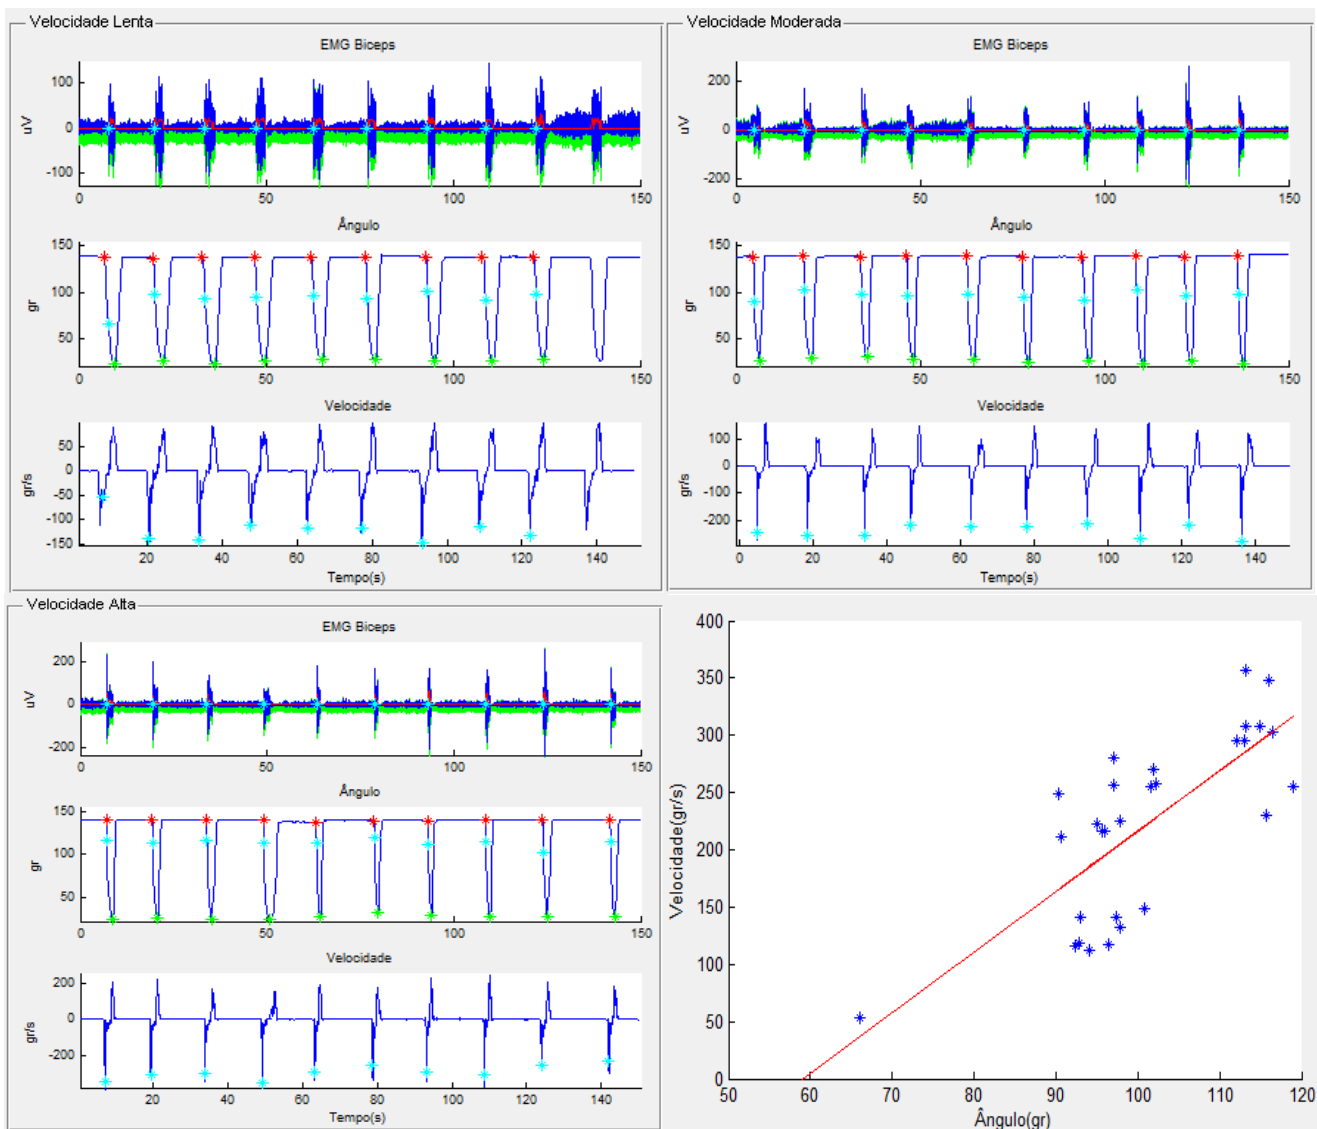 Velocidade Lenta
EMG Biceps
100
0
-100
uV
0 50 100 150
Ângulo
150
100
50
gr
0 50 100 150
Velocidade
50
0
-50
-100
-150
gr/s
20 40 60 80 100 120 140
Tempo(s)
Velocidade Moderada
EMG Biceps
200
0
-200
uV
0 50 100 150
Ângulo
150
100
50
gr
0 50 100 150
Velocidade
100
0
-100
-200
gr/s
0 20 40 60 80 100 120 140
Tempo(s)
Velocidade Alta
EMG Biceps
200
0
-200
uV
0 50 100 150
Ângulo
150
100
50
gr
0 50 100 150
Velocidade
200
0
-200
gr/s
20 40 60 80 100 120 140
Tempo(s)
400
350
300
250
200
150
100
50
0
Velocidade(gr/s)
50 60 70 80 90 100 110 120
Ângulo(gr)